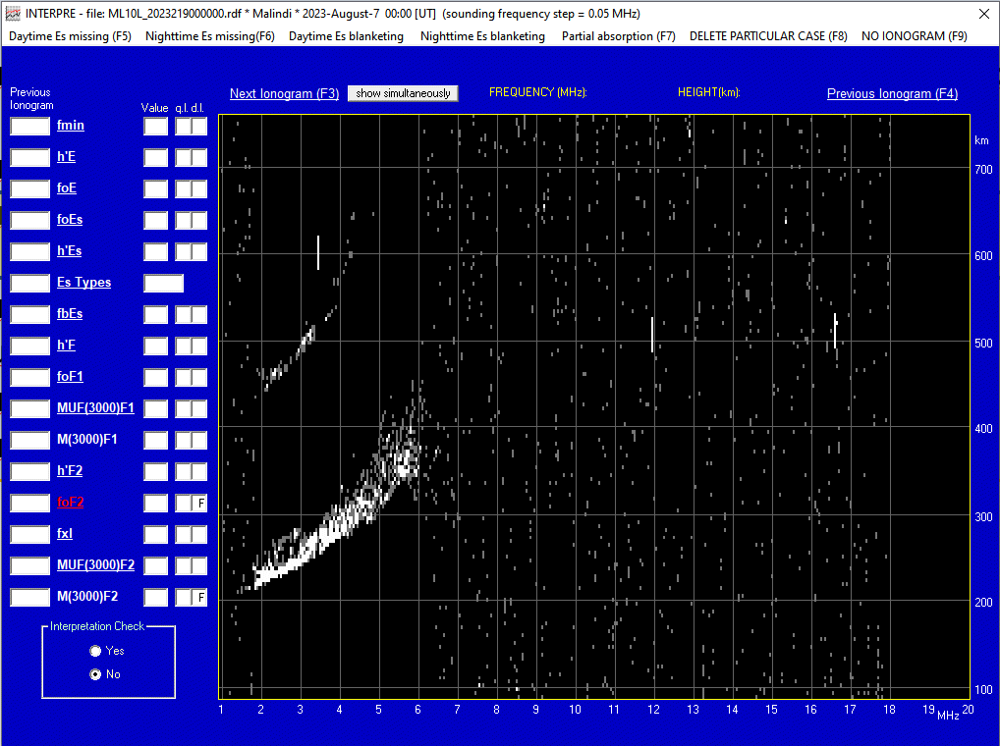 INTERPRE - file: ML10L_2023219000000.rdf * Malindi * 2023-August-7  00:00 [UT]  (sounding frequency step = 0.05 MHz)
Daytime Es missing (F5) Nighttime Es missing(F6) Daytime Es blanketing Nighttime Es blanketing Partial absorption (F7) DELETE PARTICULAR CASE (F8) NO IONOGRAM (F9)
Previous
Ionogram
Value q.l. d.l.
Next Ionogram (F3) show simultaneously FREQUENCY (MHz): HEIGHT(km): Previous Ionogram (F4)
fmin
h'E
foE
foEs
h'Es
Es Types
fbEs
h'F
foF1
MUF(3000)F1
M(3000)F1
h'F2
foF2 F
fxI
MUF(3000)F2
M(3000)F2 F
Interpretation Check
Yes
No
km
700
600
500
400
300
200
100
1 2 3 4 5 6 7 8 9 10 11 12 13 14 15 16 17 18 19 20
MHz